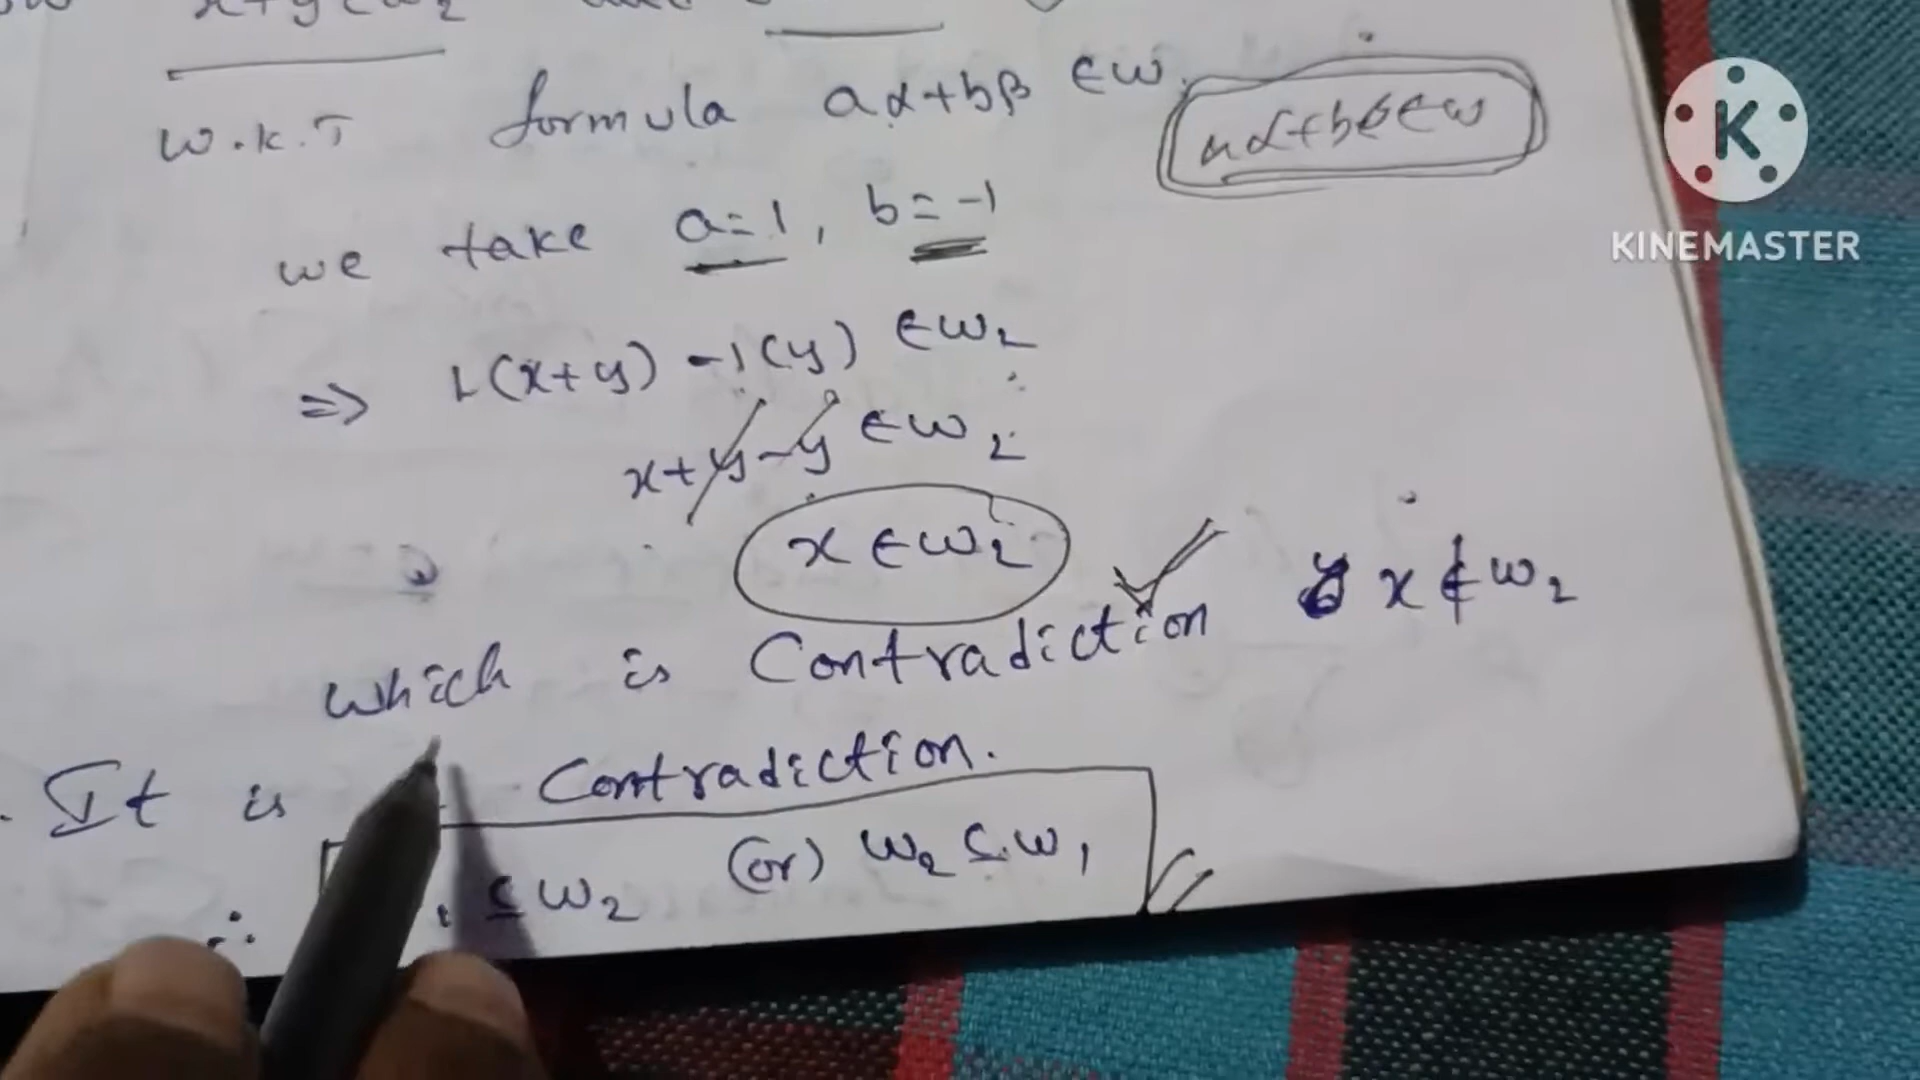 x+y ∈ w₂
W.K.T formula aα+bβ ∈ w.
aα+bβ ∈ w
K
KINEMASTER
we take a=1, b=-1
⇒ 1(x+y) -1(y) ∈ w₂
x+y-y ∈ w₂
x ∈ w₂
which is Contradiction x ∉ w₂
It is Contradiction.
∴ ⊆ w₂ (or) w₂ ⊆ w₁